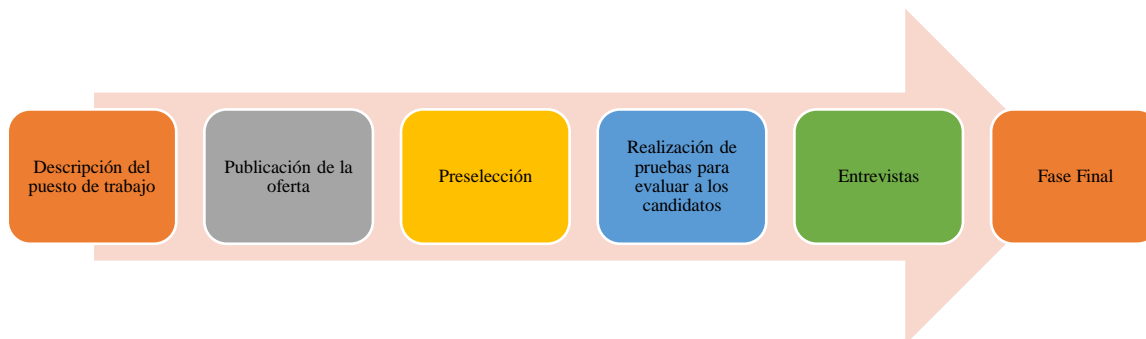 Descripción del
puesto de trabajo
Publicación de la
oferta
Preselección
Realización de
pruebas para
evaluar a los
candidatos
Entrevistas
Fase Final